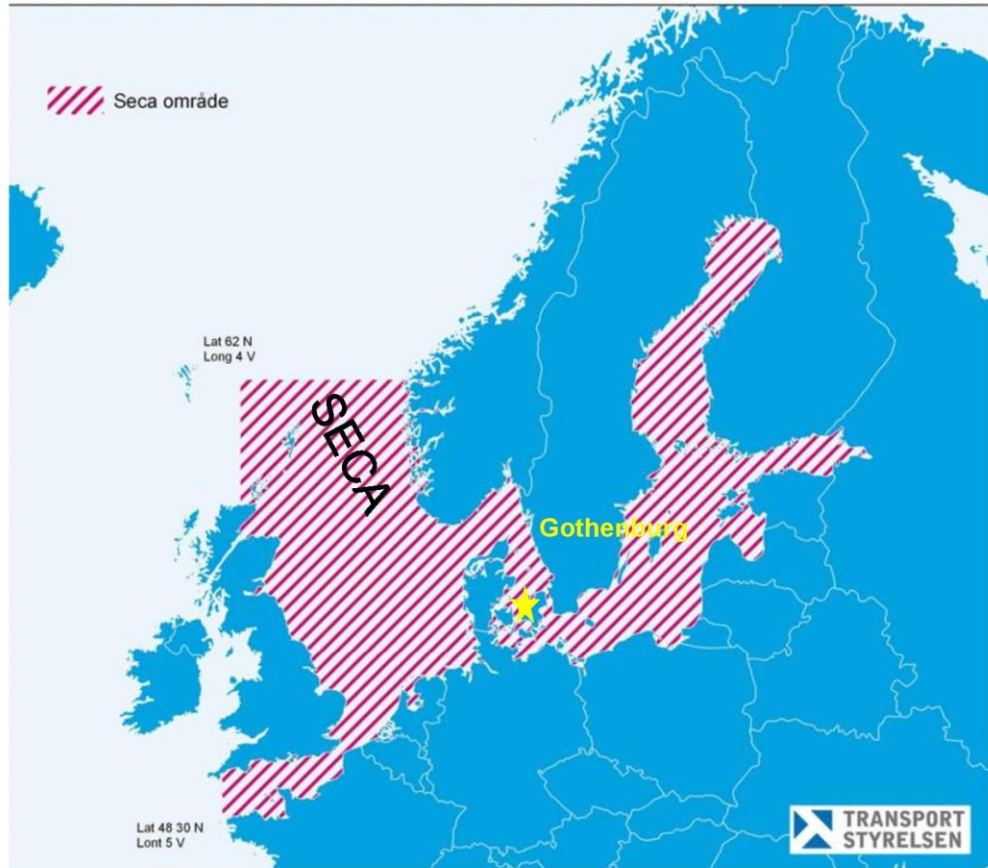 Seca område
Lat 62 N
Long 4 V
SECA
Gothenburg
Lat 48 30 N
Lont 5 V
TRANSPORT
STYRELSEN